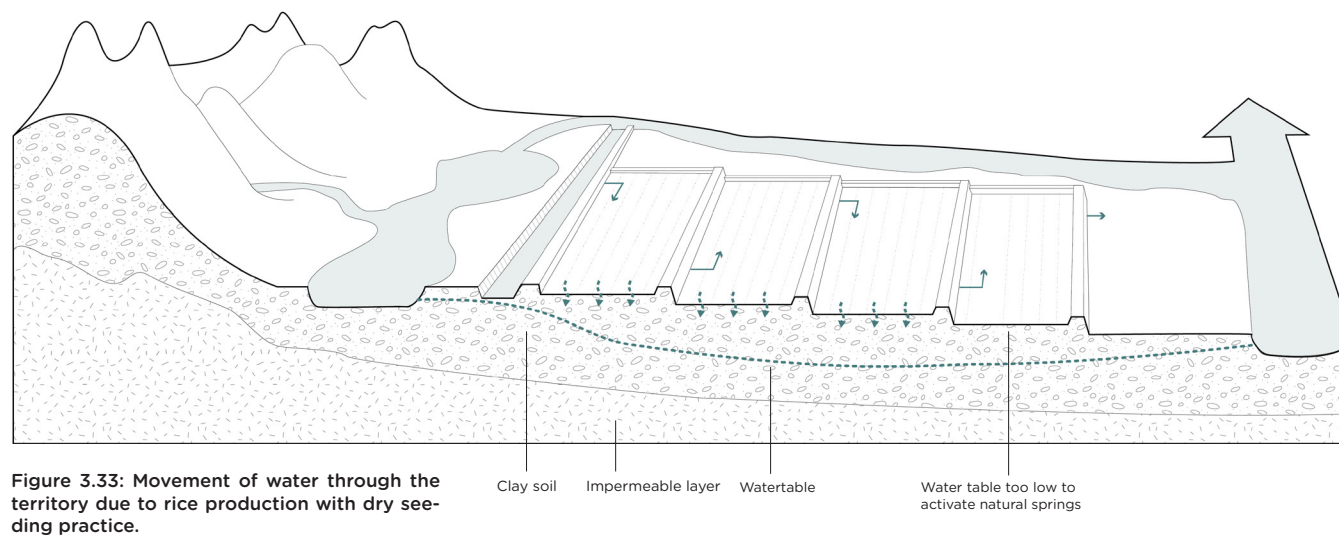 Figure 3.33: Movement of water through the
territory due to rice production with dry see-
ding practice.
Clay soil
Impermeable layer
Watertable
Water table too low to
activate natural springs